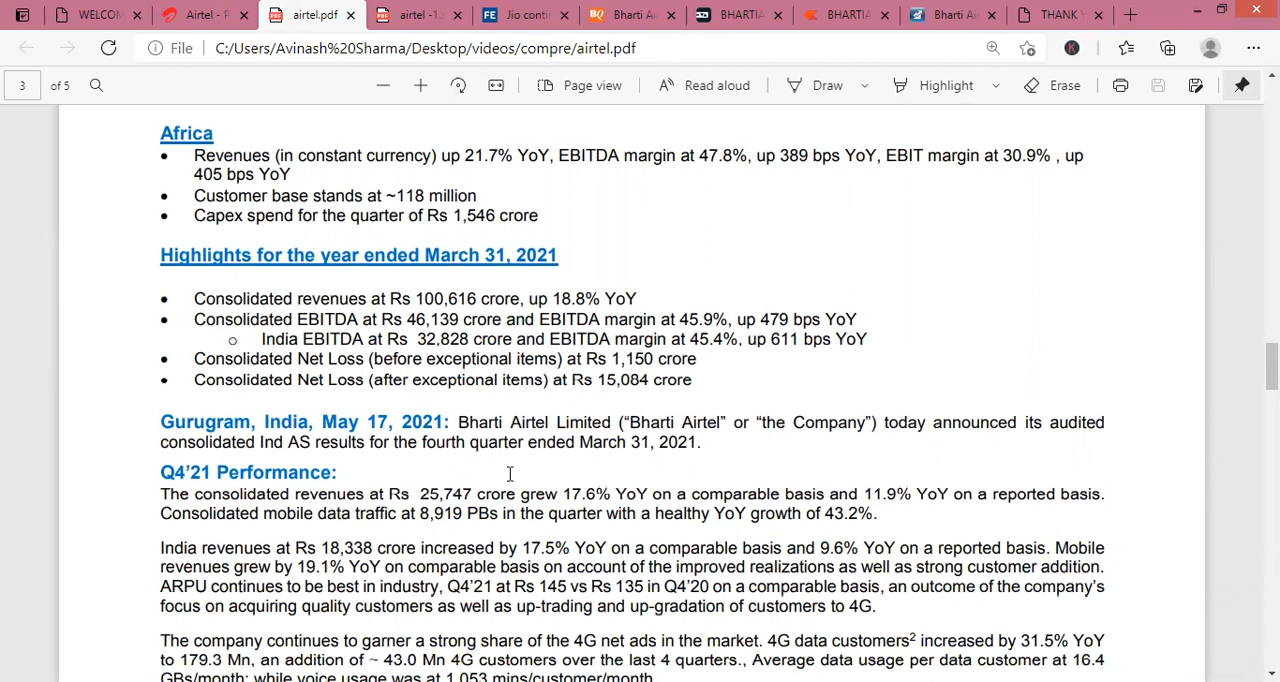 WELCOM
Airtel - P
airtel.pdf
airtel -1.
Jio conti
Bharti A
BHARTIA
BHARTIA
Bharti Ai
THANK
File
C:/Users/Avinash%20Sharma/Desktop/videos/compre/airtel.pdf
3 of 5
Page view
Read aloud
Draw
Highlight
Erase
Africa
• Revenues (in constant currency) up 21.7% YoY, EBITDA margin at 47.8%, up 389 bps YoY, EBIT margin at 30.9% , up
405 bps YoY
• Customer base stands at ~118 million
• Capex spend for the quarter of Rs 1,546 crore
Highlights for the year ended March 31, 2021
• Consolidated revenues at Rs 100,616 crore, up 18.8% YoY
• Consolidated EBITDA at Rs 46,139 crore and EBITDA margin at 45.9%, up 479 bps YoY
o India EBITDA at Rs 32,828 crore and EBITDA margin at 45.4%, up 611 bps YoY
• Consolidated Net Loss (before exceptional items) at Rs 1,150 crore
• Consolidated Net Loss (after exceptional items) at Rs 15,084 crore
Gurugram, India, May 17, 2021: Bharti Airtel Limited (“Bharti Airtel” or “the Company”) today announced its audited
consolidated Ind AS results for the fourth quarter ended March 31, 2021.
Q4’21 Performance:
The consolidated revenues at Rs 25,747 crore grew 17.6% YoY on a comparable basis and 11.9% YoY on a reported basis.
Consolidated mobile data traffic at 8,919 PBs in the quarter with a healthy YoY growth of 43.2%.
India revenues at Rs 18,338 crore increased by 17.5% YoY on a comparable basis and 9.6% YoY on a reported basis. Mobile
revenues grew by 19.1% YoY on comparable basis on account of the improved realizations as well as strong customer addition.
ARPU continues to be best in industry, Q4’21 at Rs 145 vs Rs 135 in Q4’20 on a comparable basis, an outcome of the company’s
focus on acquiring quality customers as well as up-trading and up-gradation of customers to 4G.
The company continues to garner a strong share of the 4G net ads in the market. 4G data customers² increased by 31.5% YoY
to 179.3 Mn, an addition of ~ 43.0 Mn 4G customers over the last 4 quarters., Average data usage per data customer at 16.4
GBs/month; while voice usage was at 1,053 mins/customer/month